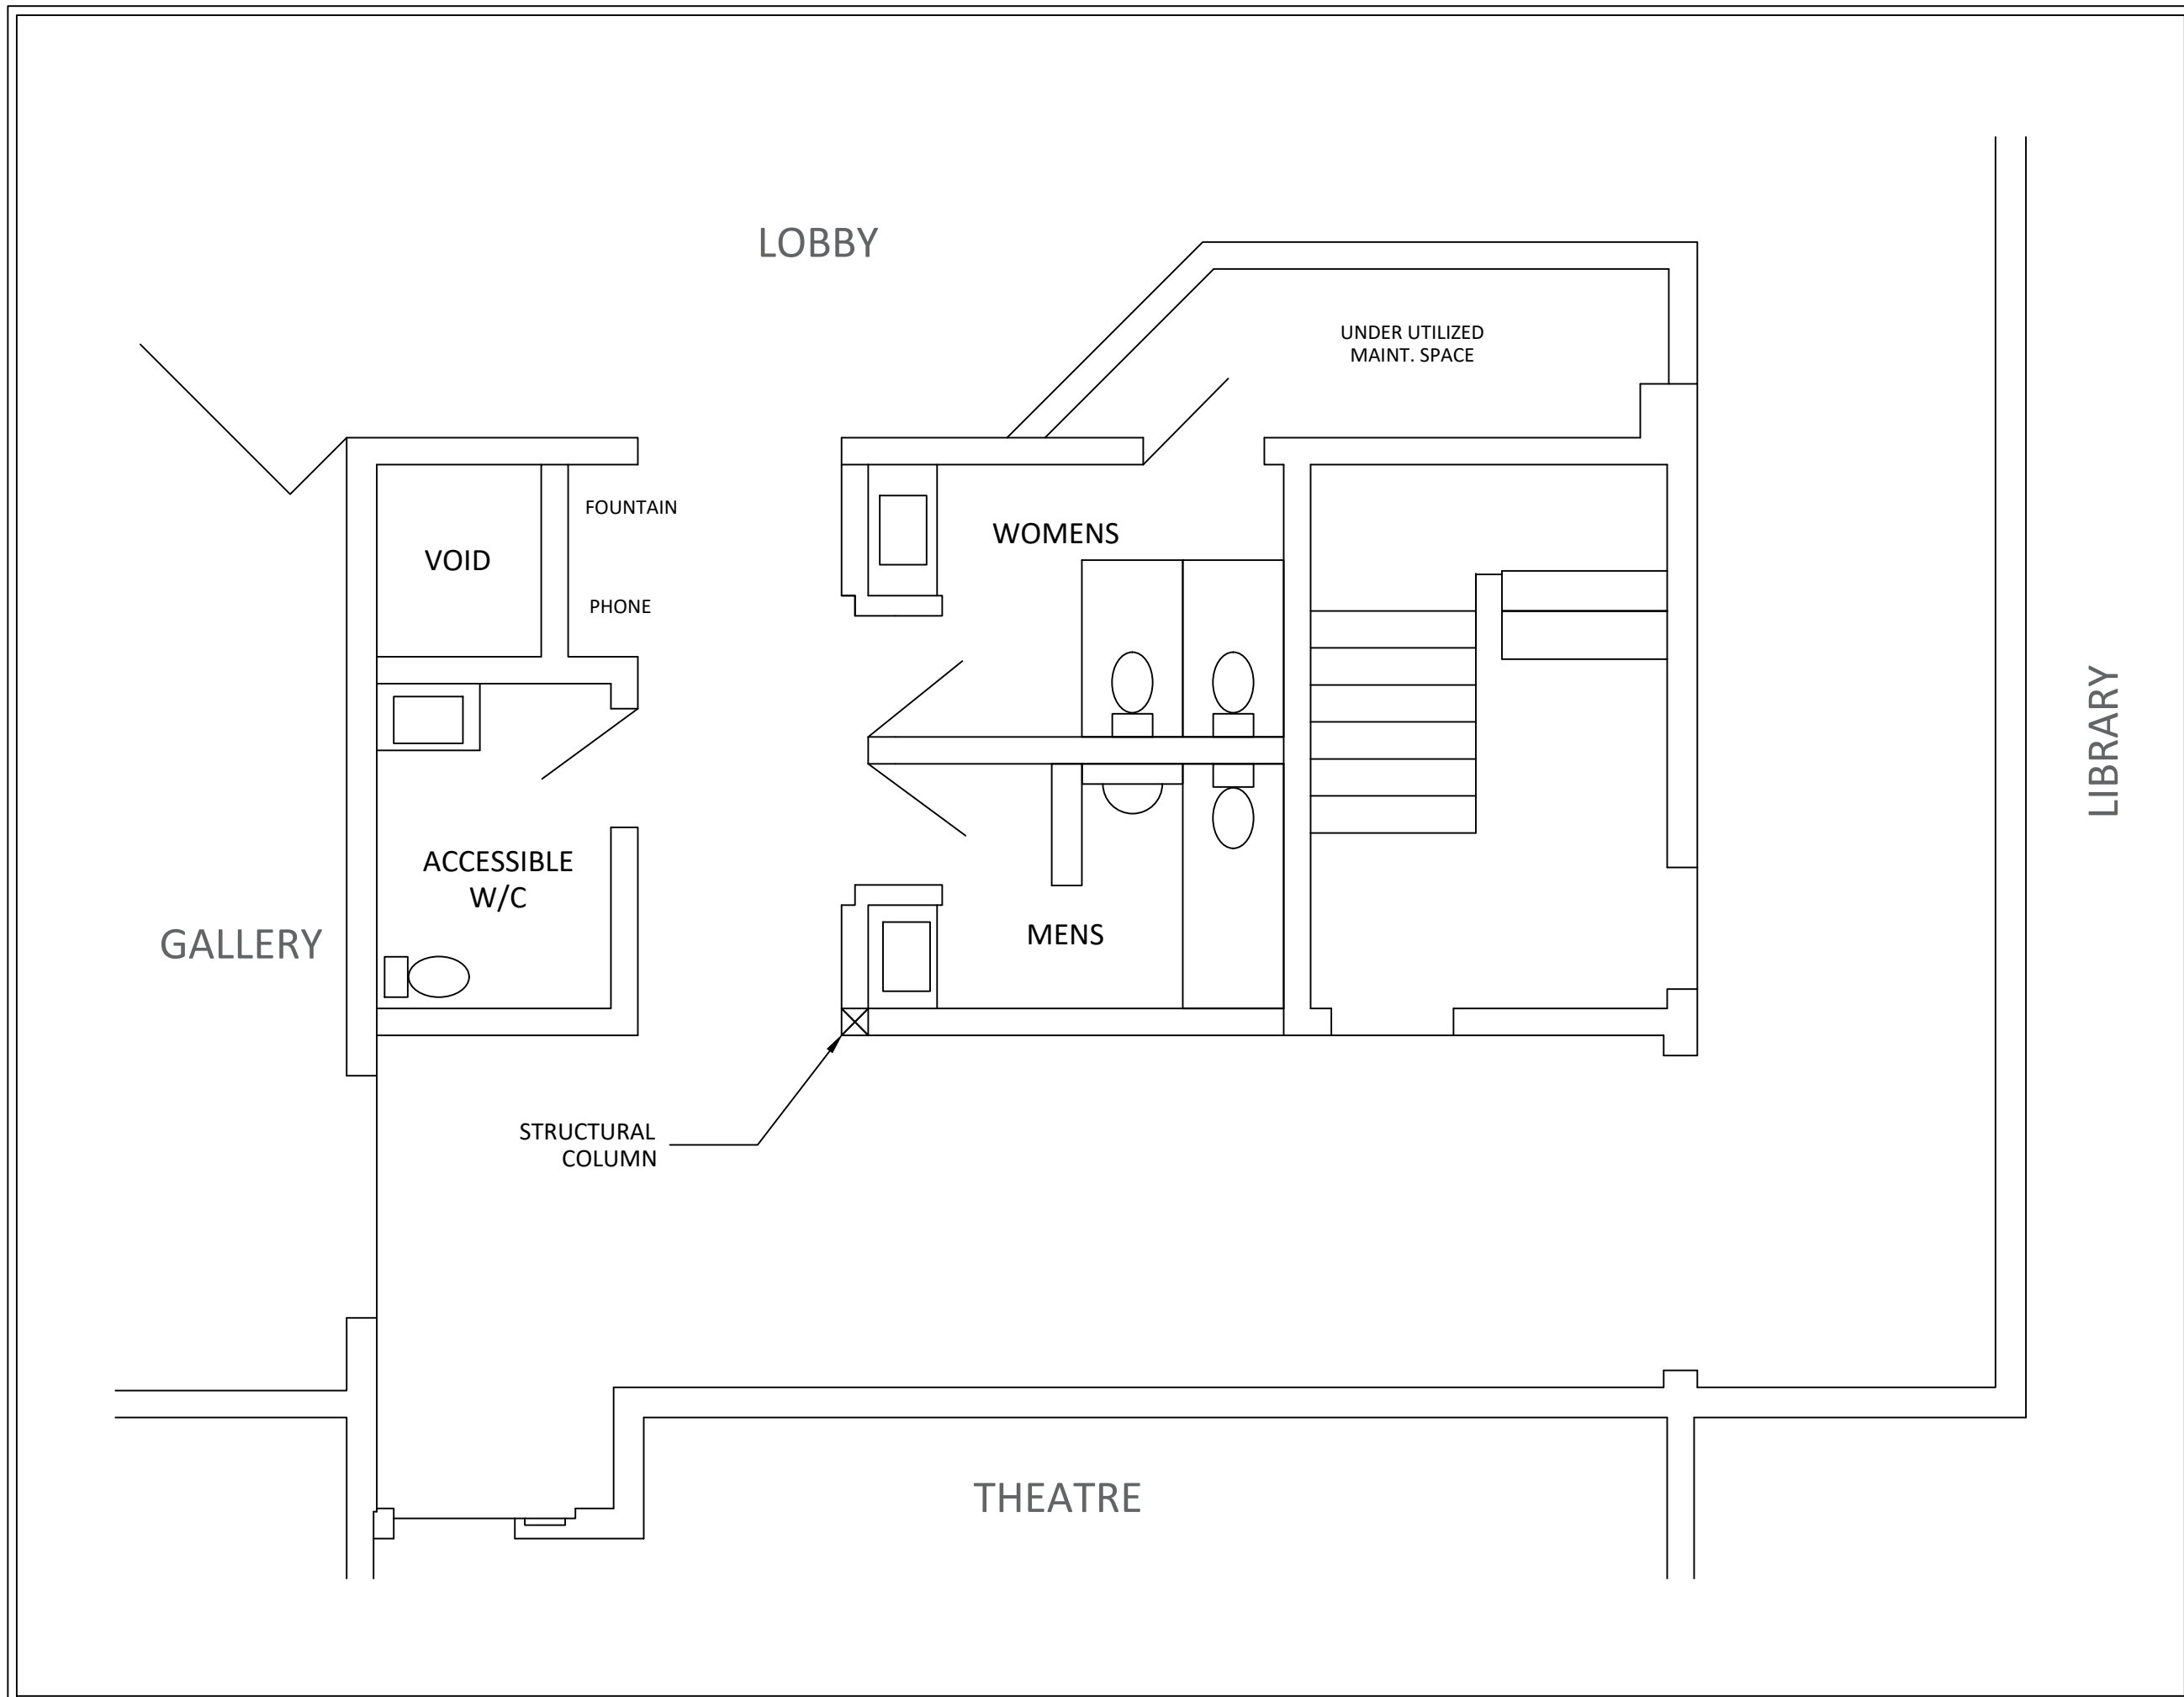 LOBBY
UNDER UTILIZED
MAINT. SPACE
FOUNTAIN
WOMENS
VOID
PHONE
LIBRARY
ACCESSIBLE
W/C
GALLERY
MENS
STRUCTURAL
COLUMN
THEATRE